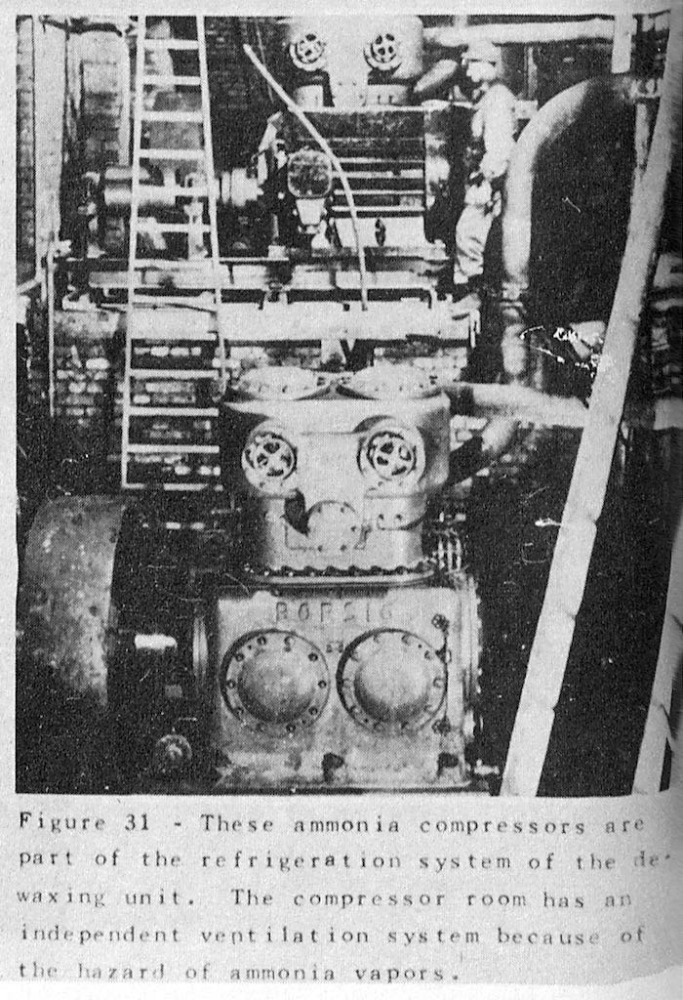 BORSIG
Figure 31 - These ammonia compressors are
part of the refrigeration system of the de-
waxing unit. The compressor room has an
independent ventilation system because of
the hazard of ammonia vapors.